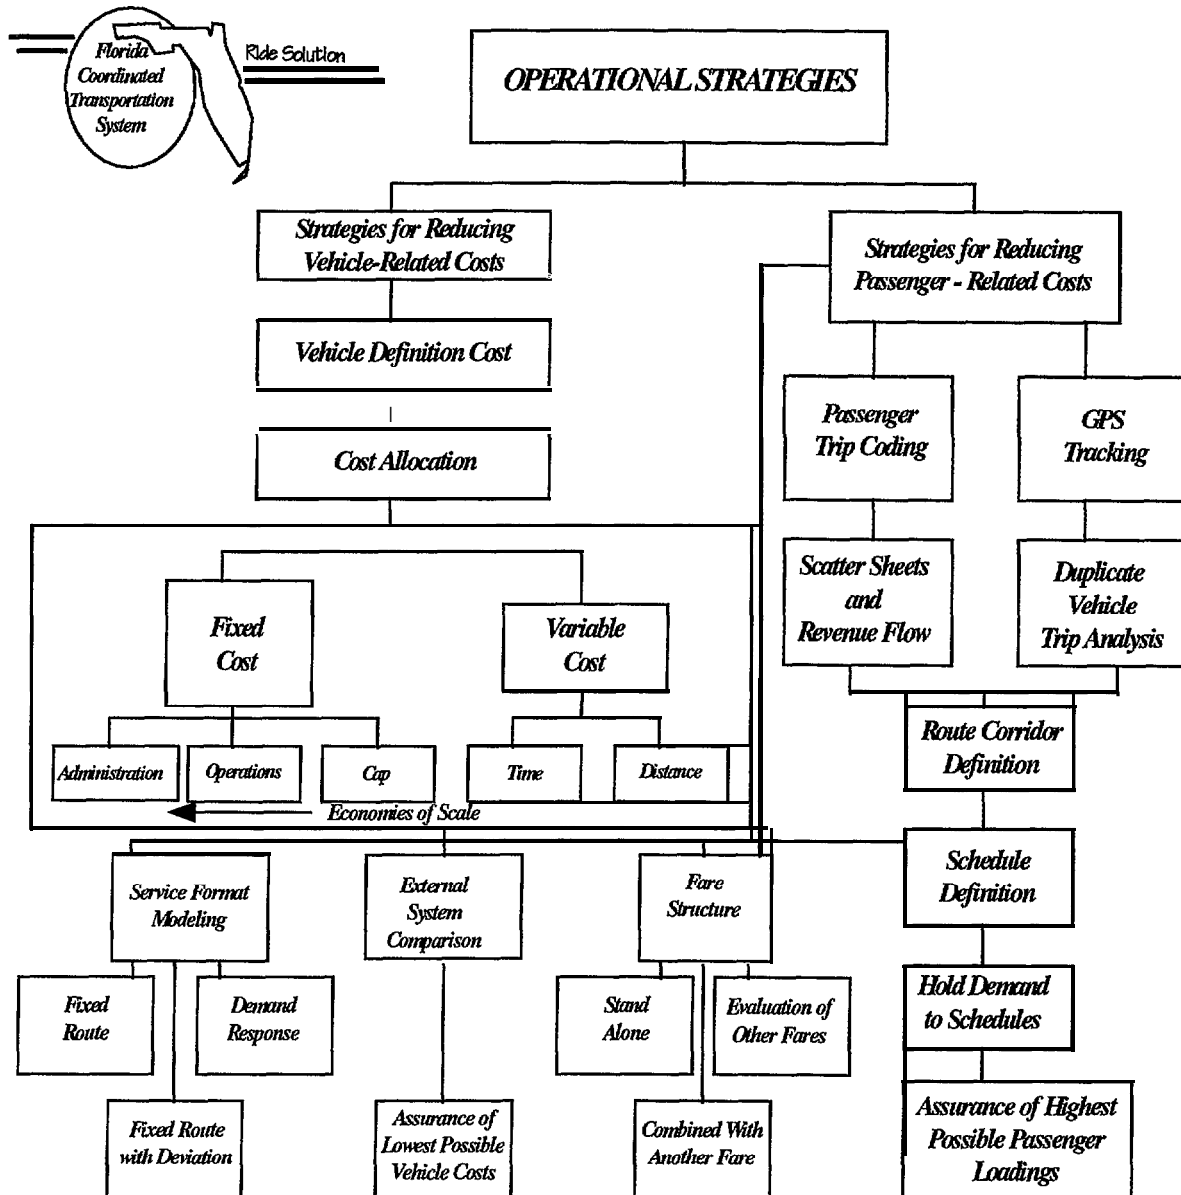 Florida
Coordinated
Transportation
System
Ride Solution
OPERATIONAL STRATEGIES
Strategies for Reducing
Vehicle-Related Costs
Strategies for Reducing
Passenger - Related Costs
Vehicle Definition Cost
Passenger
Trip Coding
GPS
Tracking
Cost Allocation
Scatter Sheets
and
Revenue Flow
Duplicate
Vehicle
Trip Analysis
Fixed
Cost
Variable
Cost
Route Corridor
Definition
Administration
Operations
Cap
Time
Distance
Economies of Scale
Service Format
Modeling
External
System
Comparison
Fare
Structure
Schedule
Definition
Fixed
Route
Demand
Response
Stand
Alone
Evaluation of
Other Fares
Hold Demand
to Schedules
Fixed Route
with Deviation
Assurance of
Lowest Possible
Vehicle Costs
Combined With
Another Fare
Assurance of Highest
Possible Passenger
Loadings